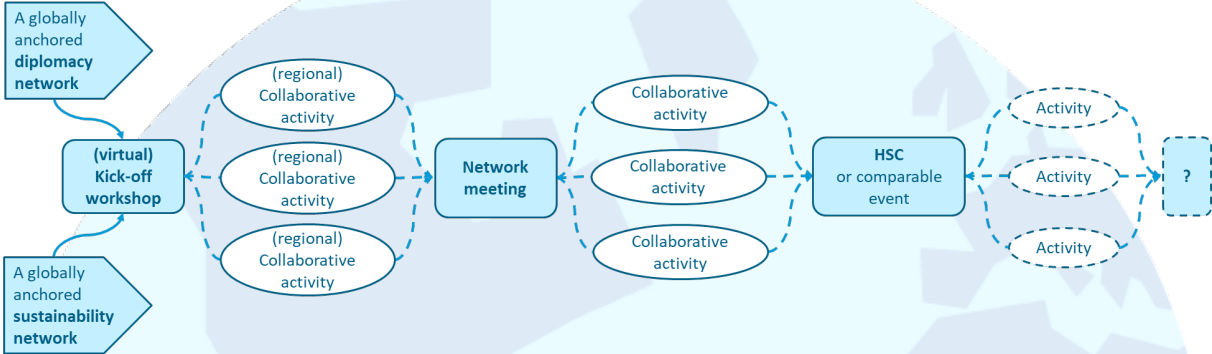 A globally
anchored
diplomacy
network
A globally
anchored
sustainability
network
(virtual)
Kick-off
workshop
(regional)
Collaborative
activity
(regional)
Collaborative
activity
(regional)
Collaborative
activity
Network
meeting
Collaborative
activity
Collaborative
activity
Collaborative
activity
HSC
or comparable
event
Activity
Activity
Activity
?